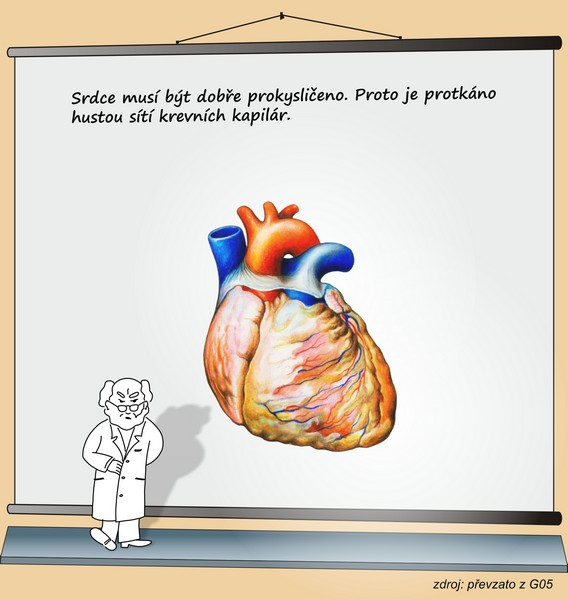 Srdce musí být dobře prokysličeno. Proto je protkáno
hustou sítí krevních kapilár.
zdroj: převzato z G05